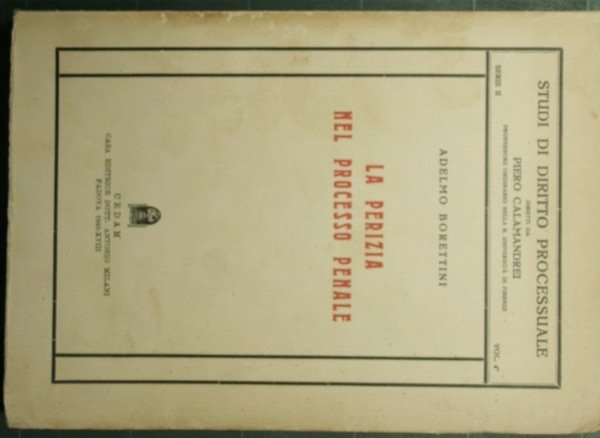 STUDI DI DIRITTO PROCESSUALE
DIRETTI DA
PIERO CALAMANDREI
PROFESSORE ORDINARIO NELLA R. UNIVERSITÀ DI FIRENZE
SERIE II
VOL. 4°
ADELMO BORETTINI
LA PERIZIA
NEL PROCESSO PENALE
CEDAM
CASA EDITRICE DOTT. ANTONIO MILANI
PADOVA 1940-XVIII